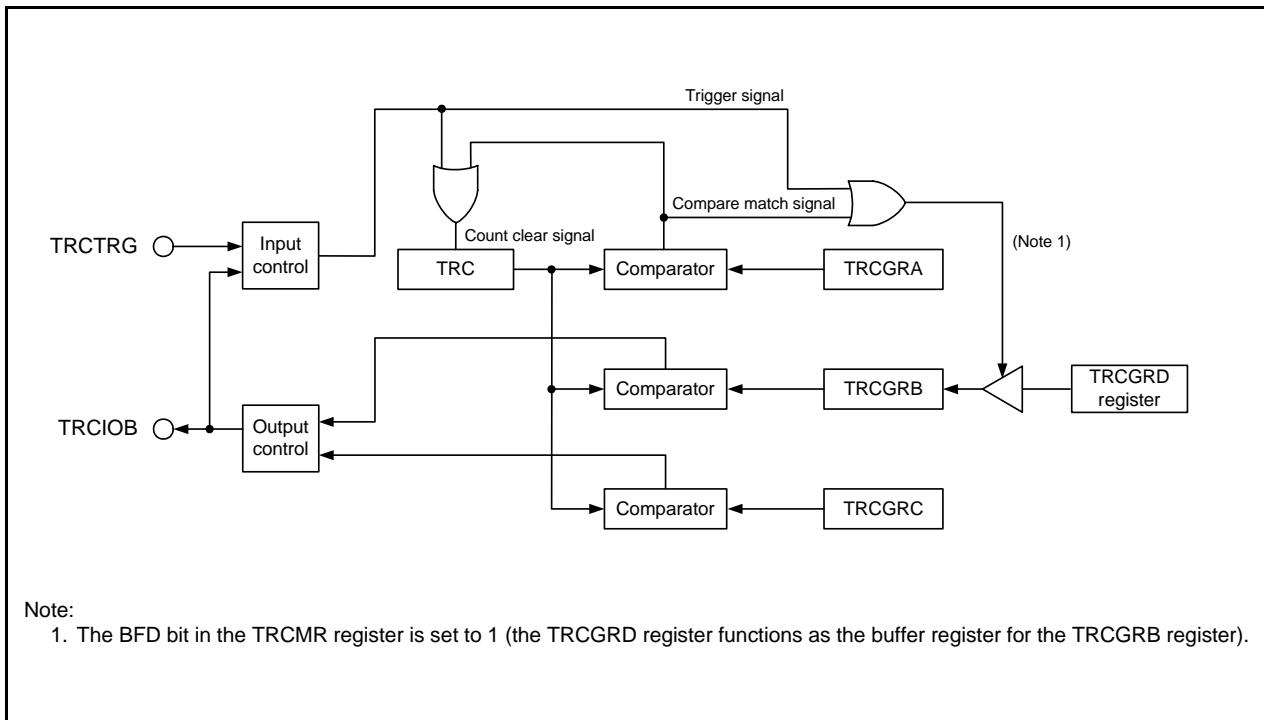 Trigger signal
Compare match signal
TRCTRG
Input
control
Count clear signal
(Note 1)
TRC
Comparator
TRCGRA
Comparator
TRCGRB
TRCGRD
register
TRCIOB
Output
control
Comparator
TRCGRC
Note:
1. The BFD bit in the TRCMR register is set to 1 (the TRCGRD register functions as the buffer register for the TRCGRB register).